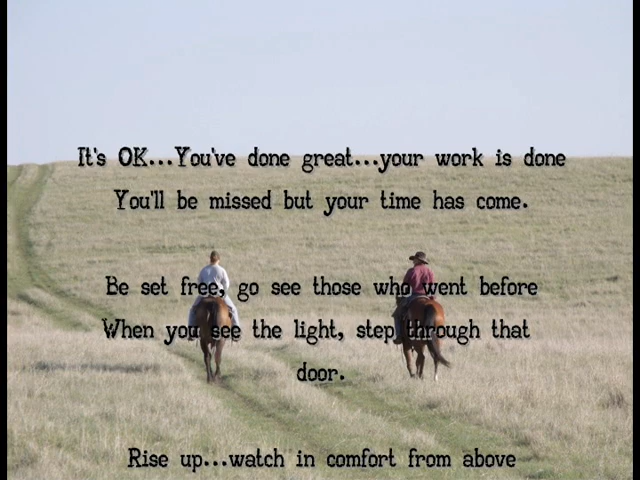 It's OK...You've done great...your work is done
You'll be missed but your time has come.
Be set free, go see those who went before
When you see the light, step through that
door.
Rise up...watch in comfort from above